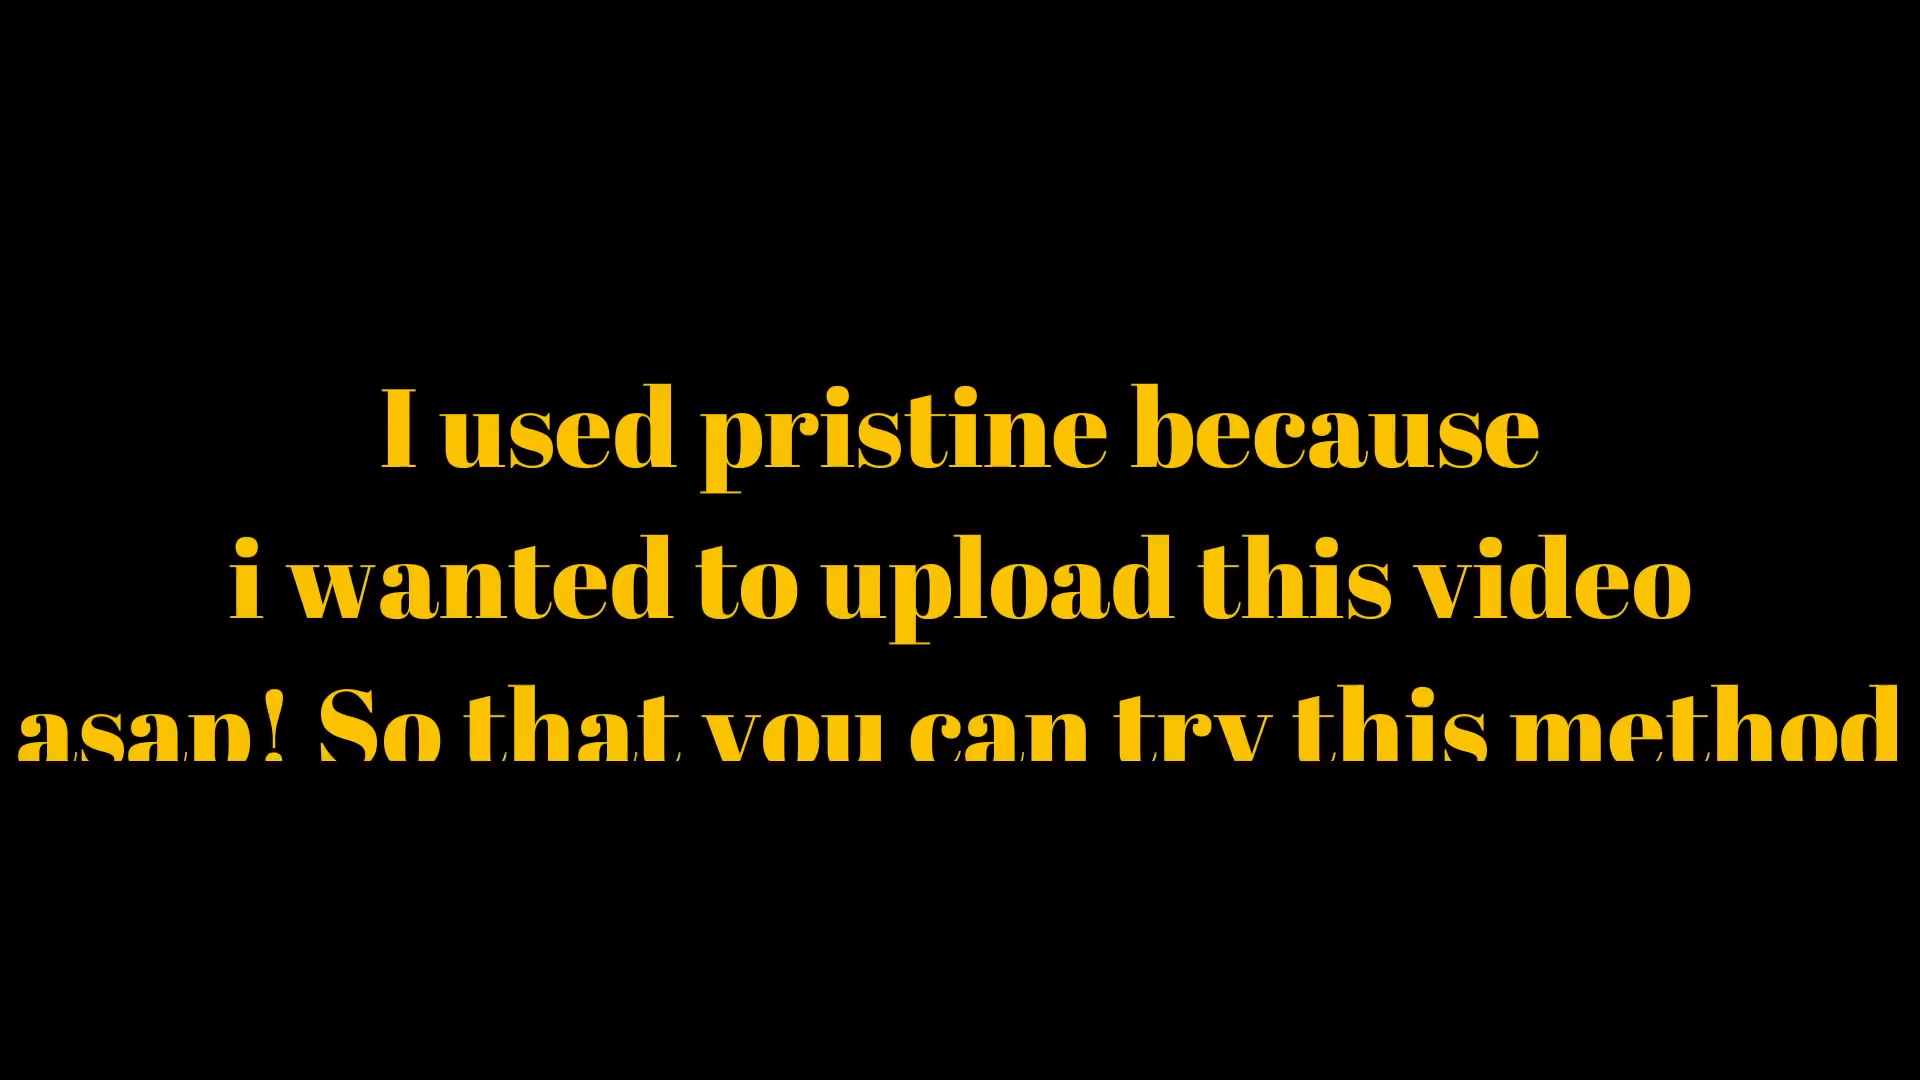 I used pristine because
i wanted to upload this video
asap! So that you can try this method